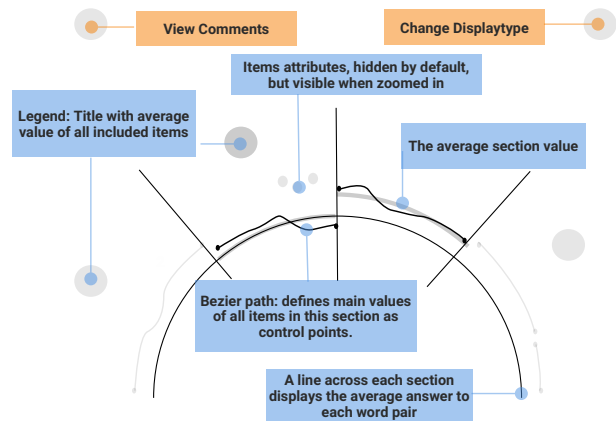 View Comments
Change Displaytype
Items attributes, hidden by default,
but visible when zoomed in
Legend: Title with average
value of all included items
The average section value
Bezier path: defines main values
of all items in this section as
control points.
A line across each section
displays the average answer to
each word pair